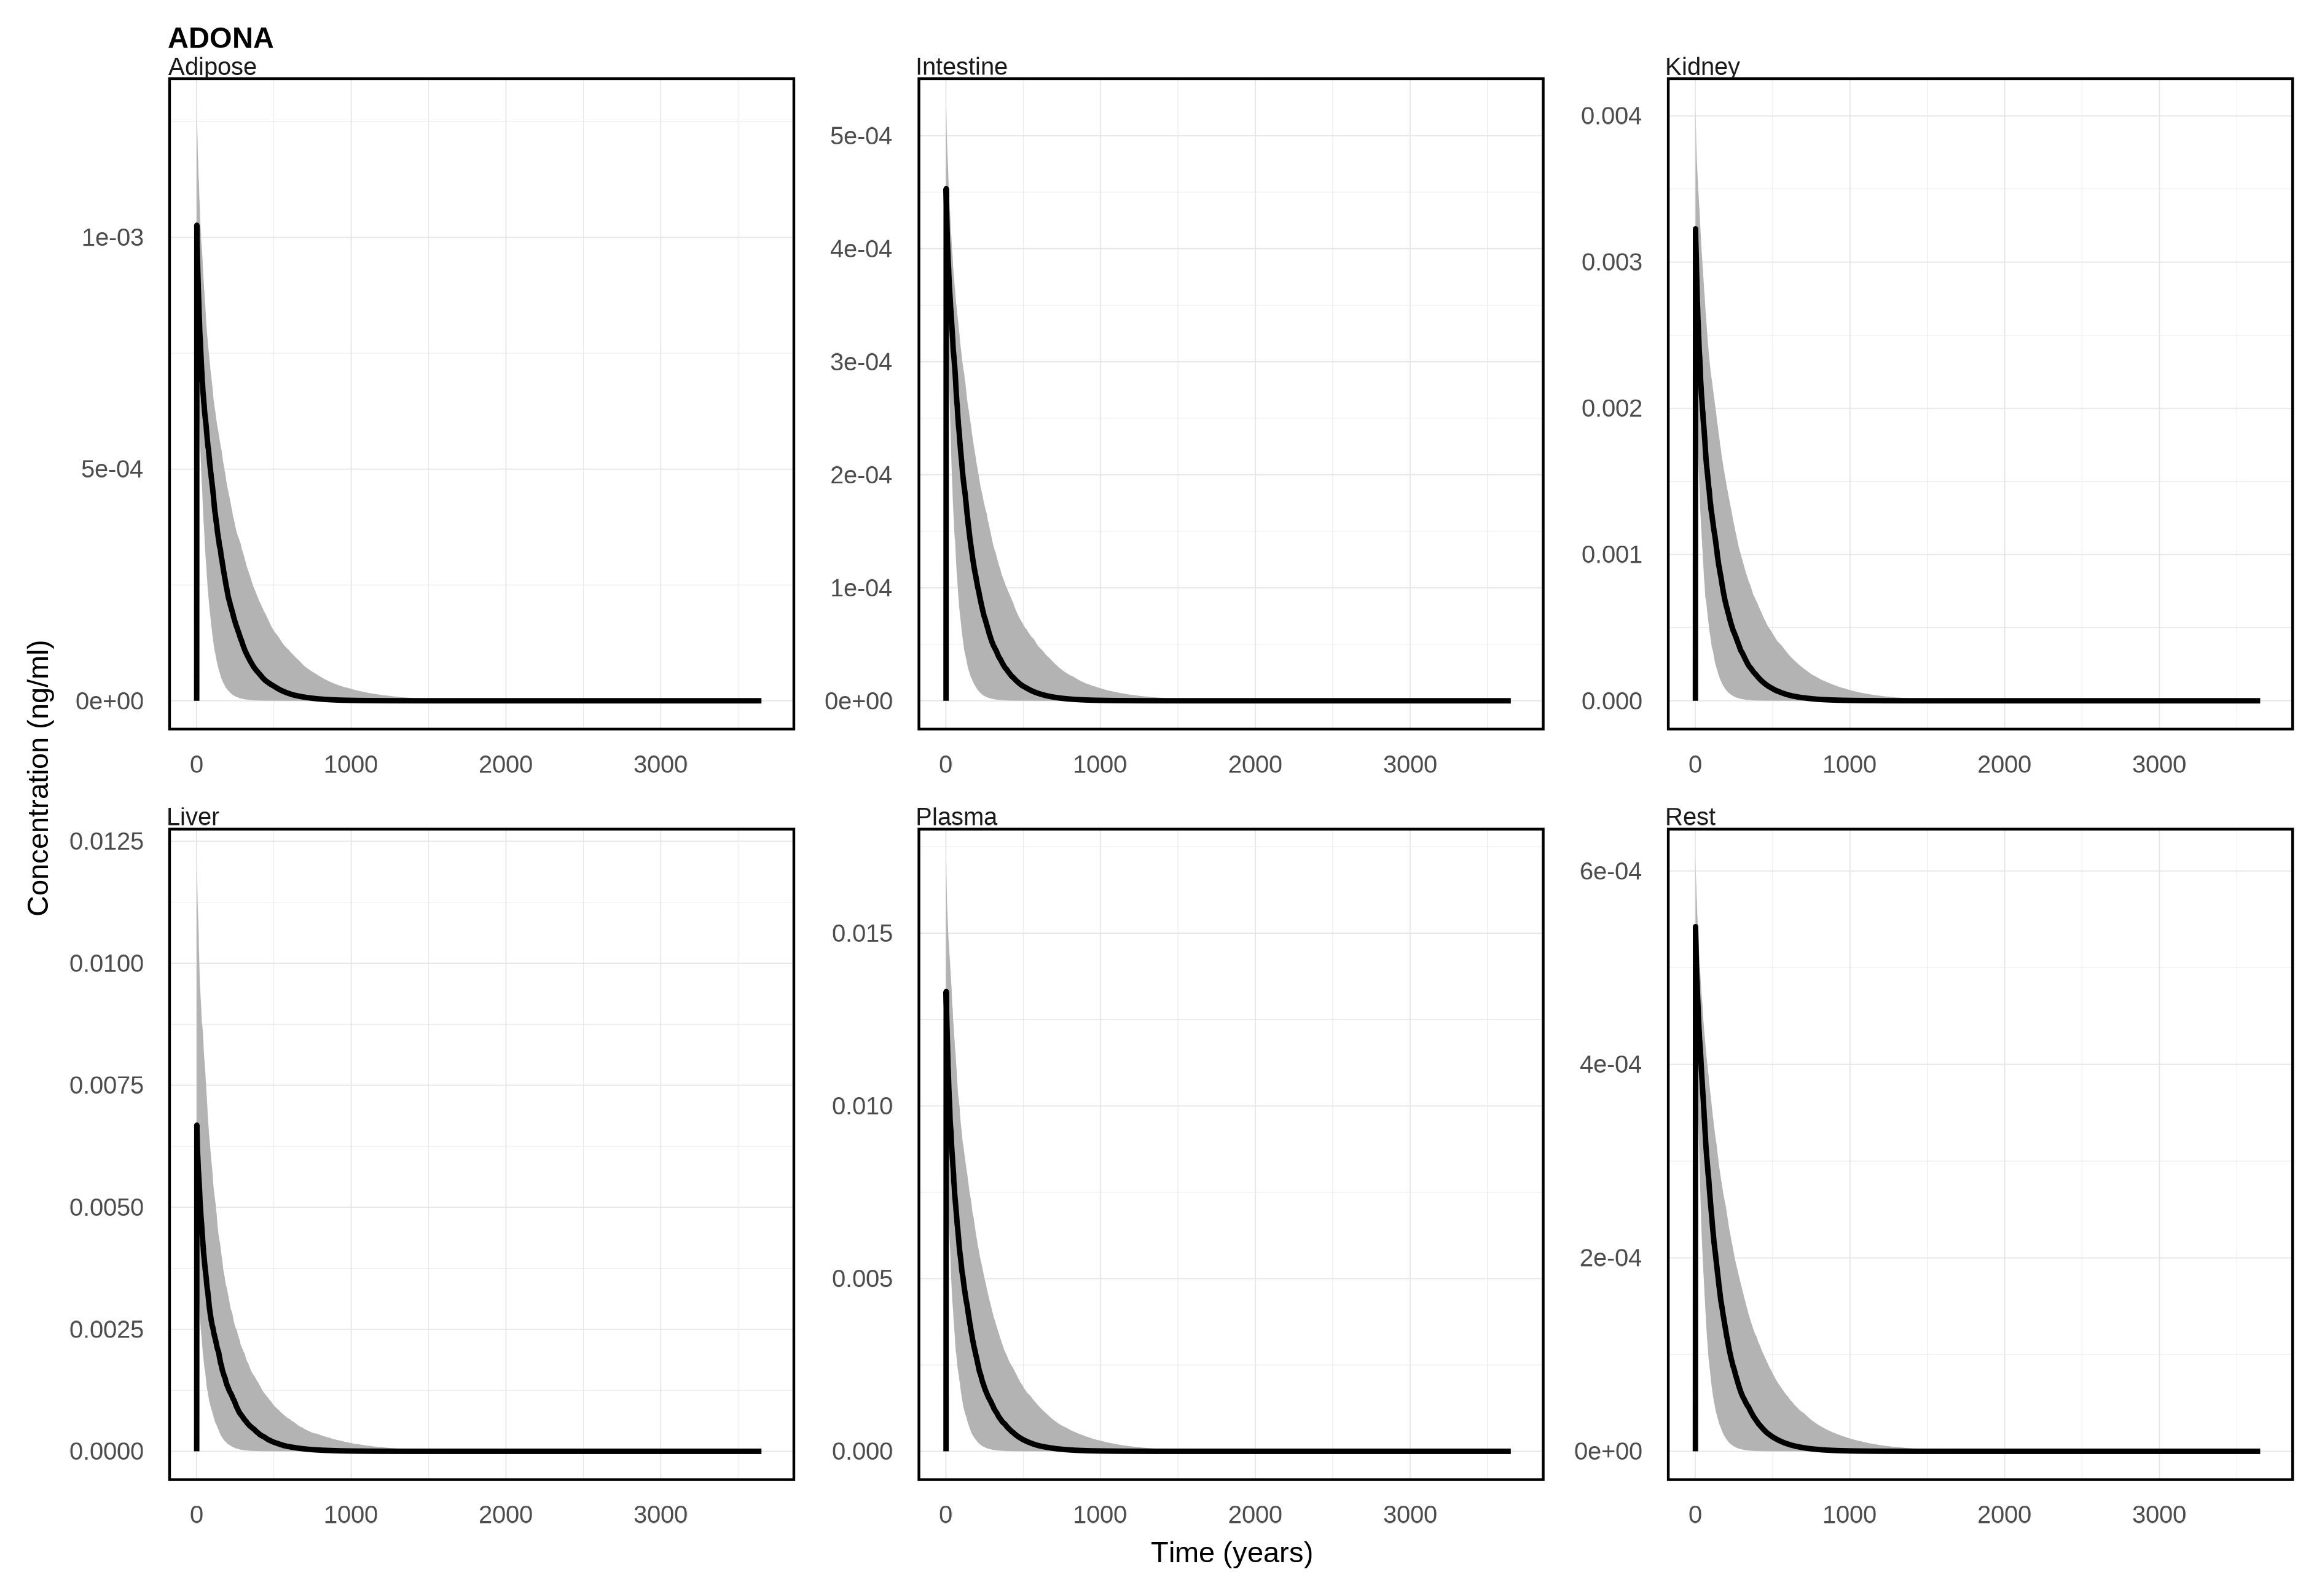 ADONA
Adipose
Intestine
Kidney
1e-03
5e-04
0e+00
5e-04
4e-04
3e-04
2e-04
1e-04
0e+00
0.004
0.003
0.002
0.001
0.000
0 1000 2000 3000
0 1000 2000 3000
0 1000 2000 3000
Concentration (ng/ml)
Liver
Plasma
Rest
0.0125
0.0100
0.0075
0.0050
0.0025
0.0000
0.015
0.010
0.005
0.000
6e-04
4e-04
2e-04
0e+00
0 1000 2000 3000
0 1000 2000 3000
0 1000 2000 3000
Time (years)